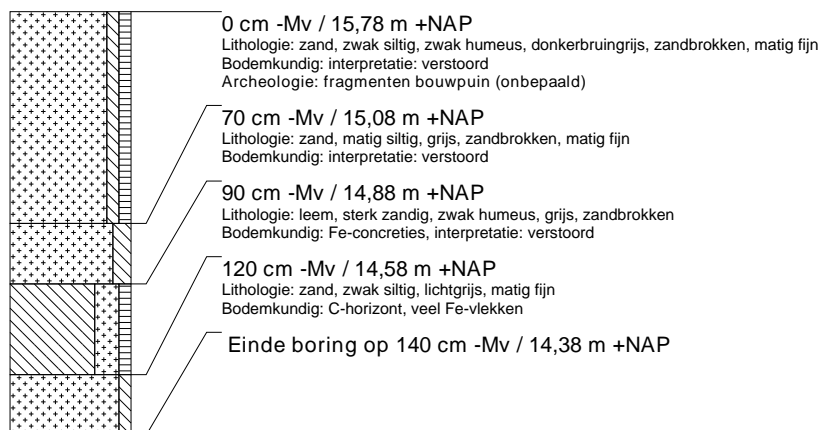 0 cm -Mv / 15,78 m +NAP
Lithologie: zand, zwak siltig, zwak humeus, donkerbruingrijs, zandbrokken, matig fijn
Bodemkundig: interpretatie: verstoord
Archeologie: fragmenten bouwpuin (onbepaald)
70 cm -Mv / 15,08 m +NAP
Lithologie: zand, matig siltig, grijs, zandbrokken, matig fijn
Bodemkundig: interpretatie: verstoord
90 cm -Mv / 14,88 m +NAP
Lithologie: leem, sterk zandig, zwak humeus, grijs, zandbrokken
Bodemkundig: Fe-concreties, interpretatie: verstoord
120 cm -Mv / 14,58 m +NAP
Lithologie: zand, zwak siltig, lichtgrijs, matig fijn
Bodemkundig: C-horizont, veel Fe-vlekken
Einde boring op 140 cm -Mv / 14,38 m +NAP